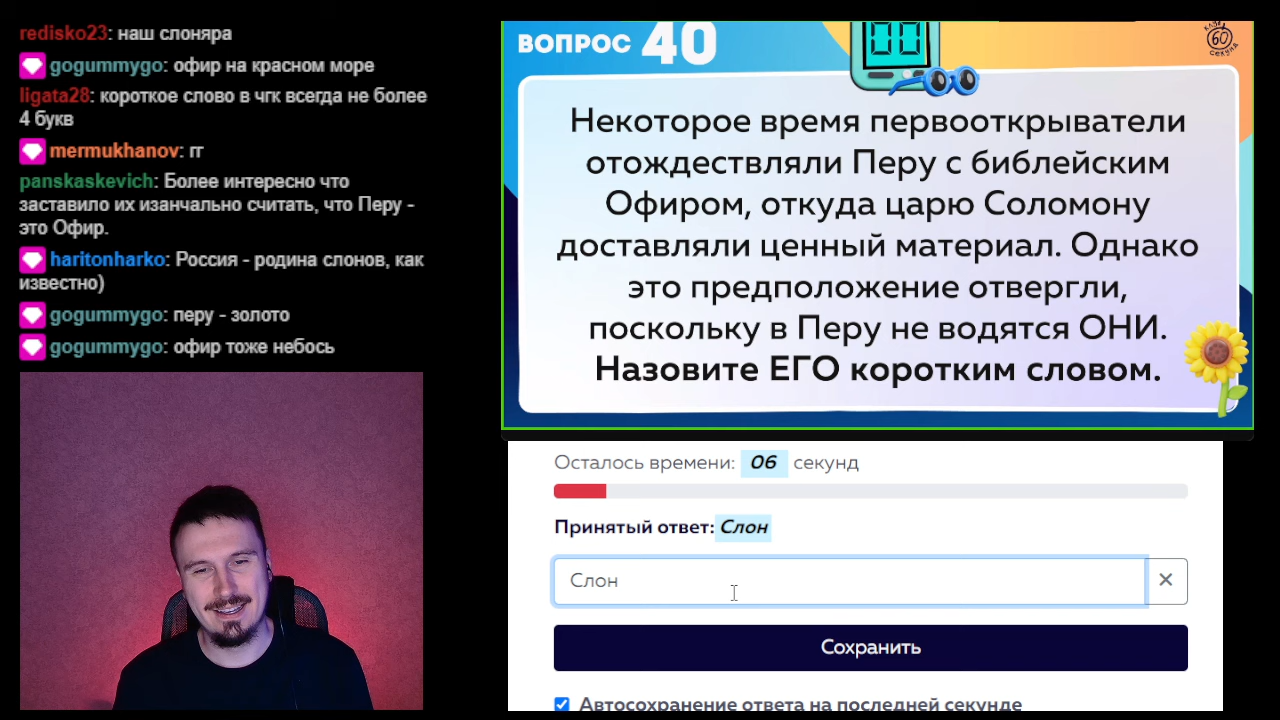 redisko23: наш слоняра
gogummygo: офир на красном море
ligata28: короткое слово в чгк всегда не более
4 букв
mermukhanov: гг
panskaskevich: Более интересно что
заставило их изанчально считать, что Перу -
это Офир.
haritonharko: Россия - родина слонов, как
известно)
gogummygo: перу - золото
gogummygo: офир тоже небось
ВОПРОС 40
00
60
секунд
Некоторое время первооткрыватели
отождествляли Перу с библейским
Офиром, откуда царю Соломону
доставляли ценный материал. Однако
это предположение отвергли,
поскольку в Перу не водятся ОНИ.
Назовите ЕГО коротким словом.
Осталось времени: 06 секунд
Принятый ответ: Слон
Слон
Сохранить
Автосохранение ответа на последней секунде